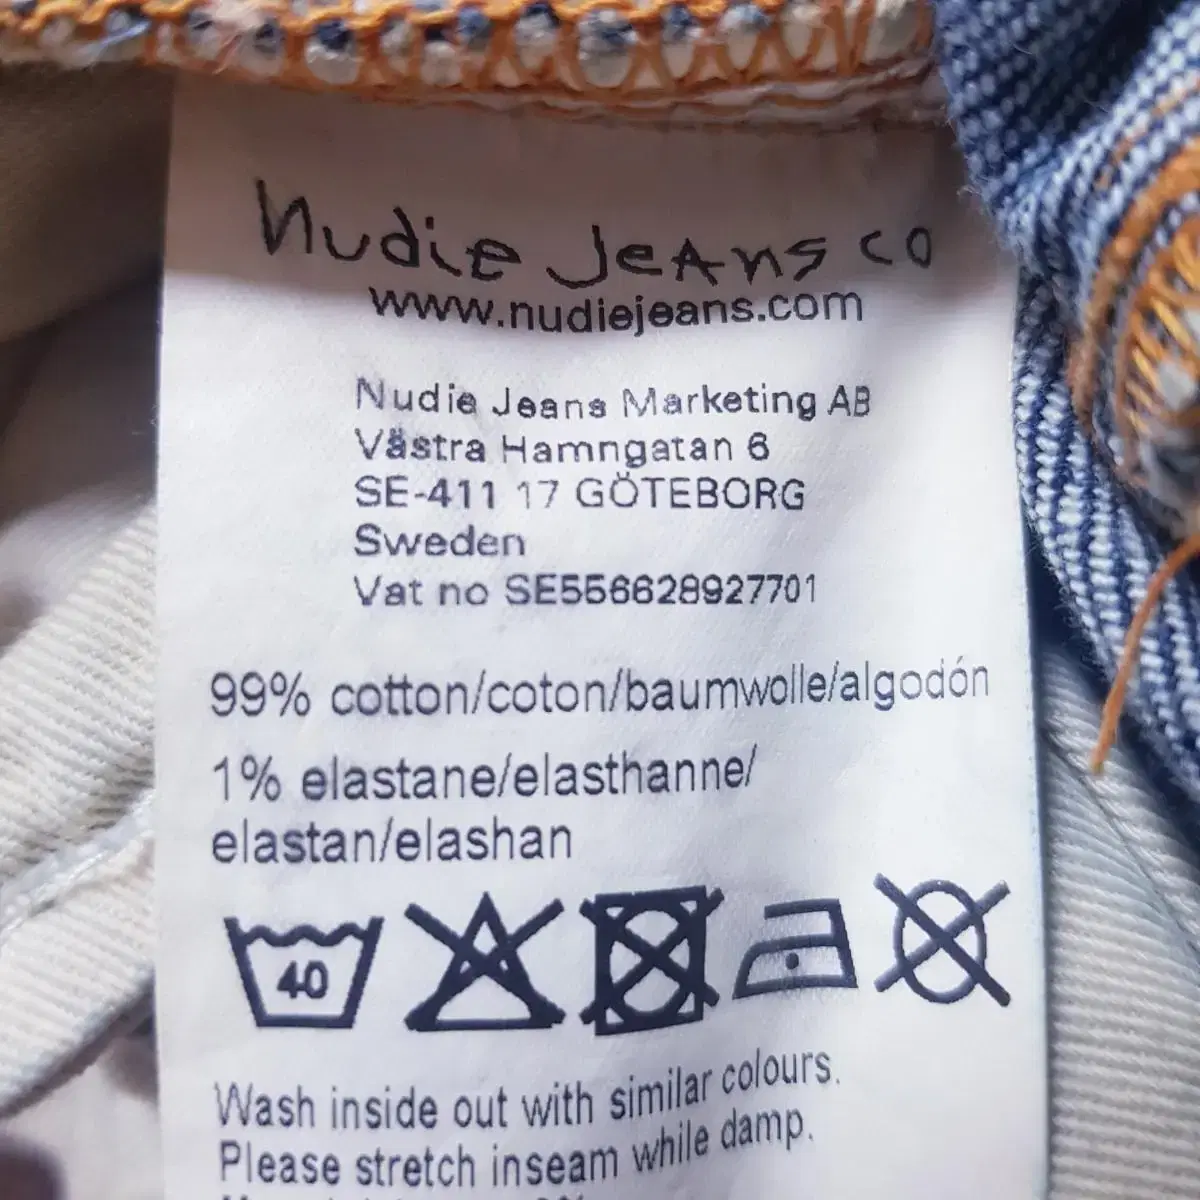 Nudie Jeans co
www.nudiejeans.com
Nudie Jeans Marketing AB
Västra Hamngatan 6
SE-411 17 GÖTEBORG
Sweden
Vat no SE556628927701
99% cotton/coton/baumwolle/algodón
1% elastane/elasthanne/
elastan/elashan
40
Wash inside out with similar colours.
Please stretch inseam while damp.